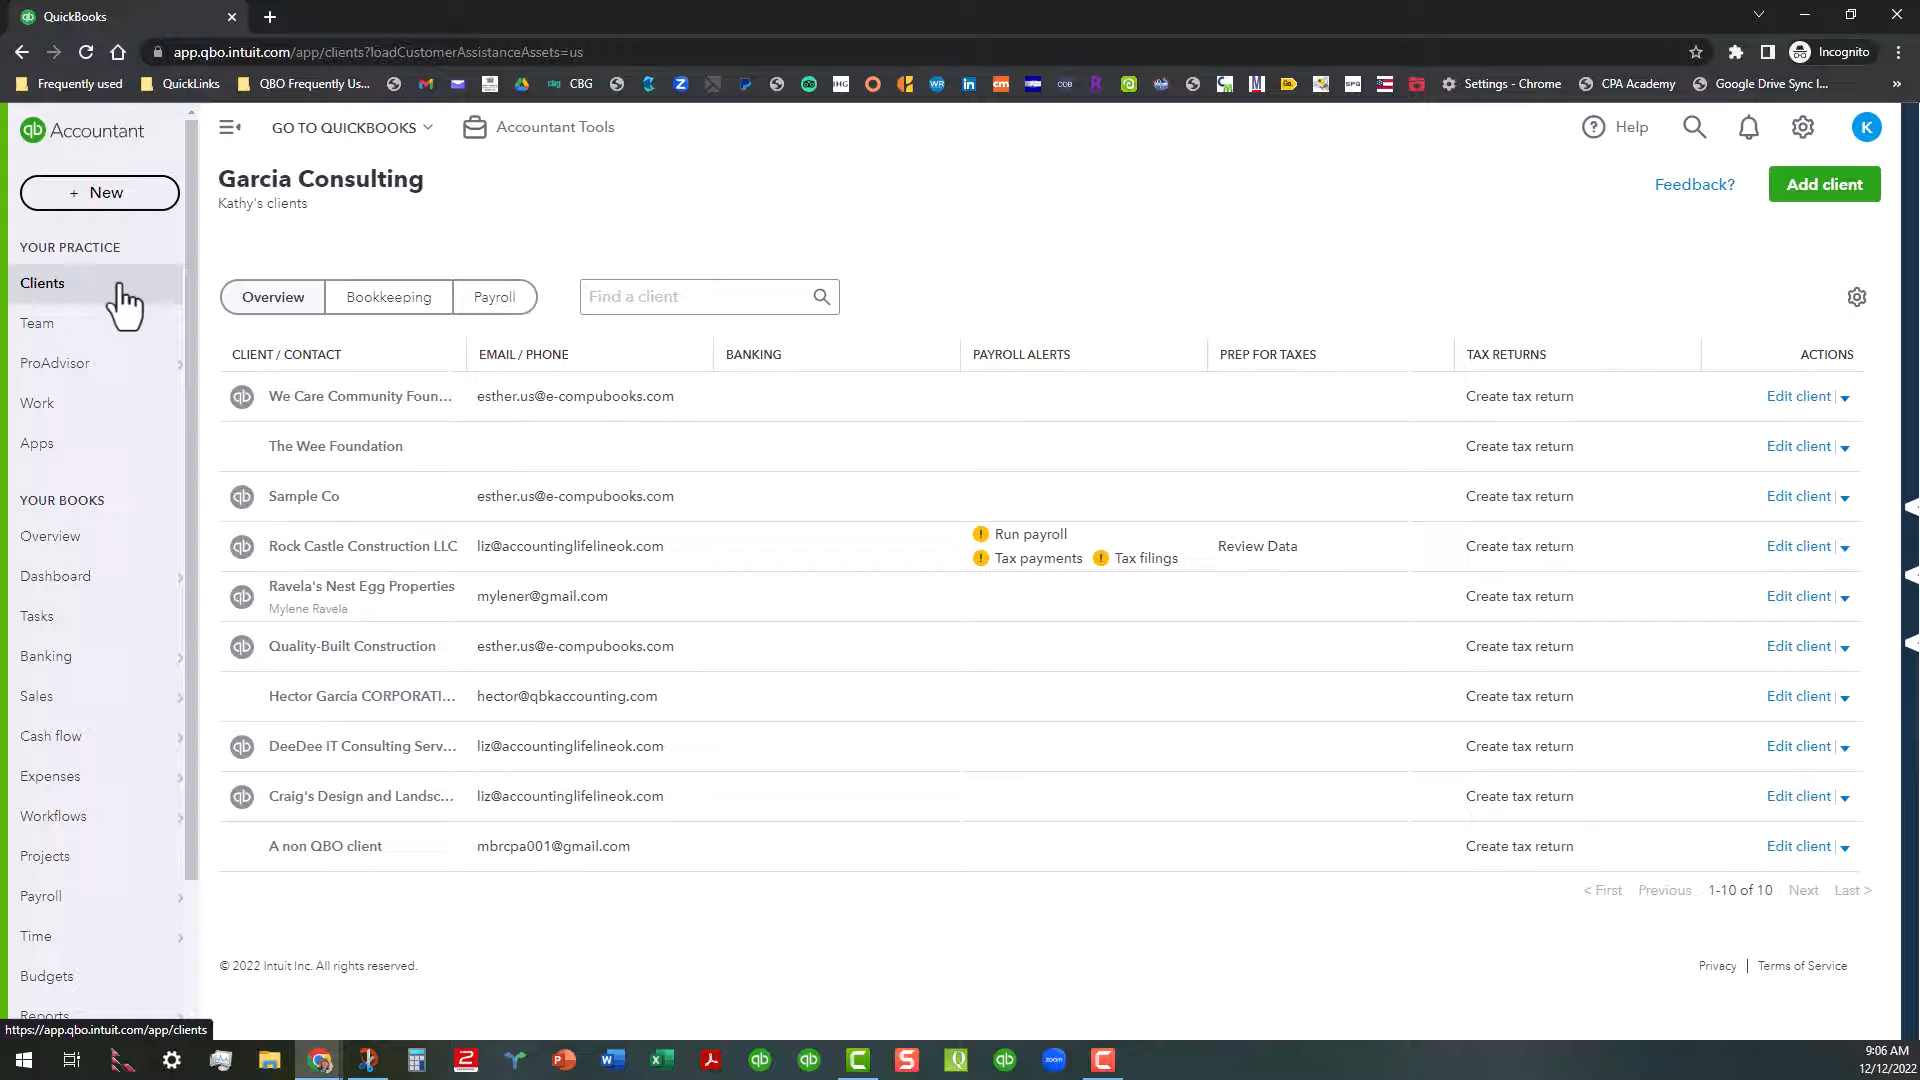 QuickBooks
app.qbo.intuit.com/app/clients?loadCustomerAssistanceAssets=us
Incognito
Frequently used
QuickLinks
QBO Frequently Us...
CBG
Settings - Chrome
CPA Academy
Google Drive Sync I...
qb Accountant
GO TO QUICKBOOKS
Accountant Tools
Help
K
+ New
Garcia Consulting
Kathy's clients
Feedback?
Add client
YOUR PRACTICE
Clients
Team
ProAdvisor
Work
Apps
YOUR BOOKS
Overview
Dashboard
Tasks
Banking
Sales
Cash flow
Expenses
Workflows
Projects
Payroll
Time
Budgets
Reports
Overview Bookkeeping Payroll
Find a client
CLIENT / CONTACT EMAIL / PHONE BANKING PAYROLL ALERTS PREP FOR TAXES TAX RETURNS ACTIONS
qb We Care Community Foun... esther.us@e-compubooks.com Create tax return Edit client
The Wee Foundation Create tax return Edit client
qb Sample Co esther.us@e-compubooks.com Create tax return Edit client
! Run payroll
qb Rock Castle Construction LLC liz@accountinglifelineok.com Review Data Create tax return Edit client
! Tax payments ! Tax filings
Ravela's Nest Egg Properties
qb mylener@gmail.com Create tax return Edit client
Mylene Ravela
qb Quality-Built Construction esther.us@e-compubooks.com Create tax return Edit client
Hector Garcia CORPORATI... hector@qbkaccounting.com Create tax return Edit client
qb DeeDee IT Consulting Serv... liz@accountinglifelineok.com Create tax return Edit client
qb Craig's Design and Landsc... liz@accountinglifelineok.com Create tax return Edit client
A non QBO client mbrcpa001@gmail.com Create tax return Edit client
< First Previous 1-10 of 10 Next Last >
© 2022 Intuit Inc. All rights reserved.
Privacy | Terms of Service
https://app.qbo.intuit.com/app/clients
9:06 AM
12/12/2022